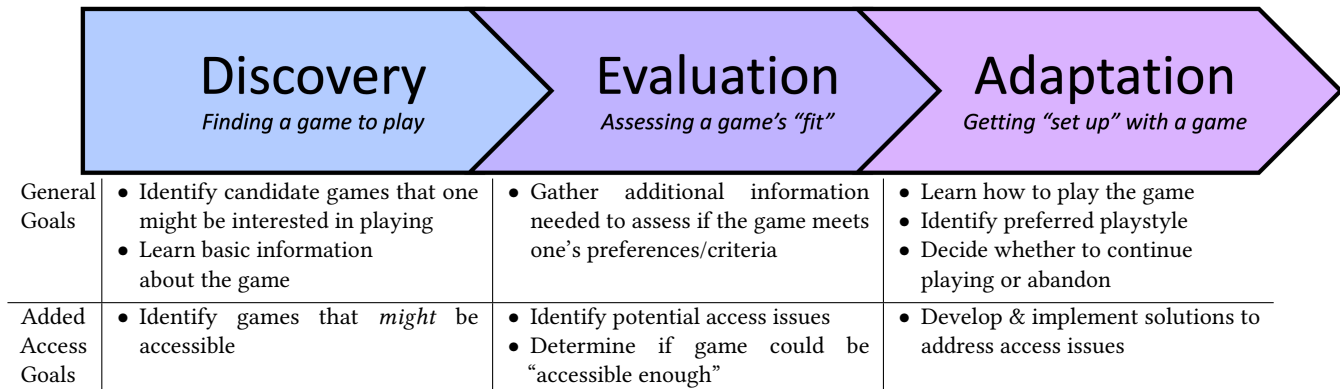 Discovery
Finding a game to play
Evaluation
Assessing a game's “fit”
Adaptation
Getting “set up” with a game
General
Goals
• Identify candidate games that one
might be interested in playing
• Learn basic information
about the game
• Gather additional information
needed to assess if the game meets
one's preferences/criteria
• Learn how to play the game
• Identify preferred playstyle
• Decide whether to continue
playing or abandon
Added
Access
Goals
• Identify games that might be
accessible
• Identify potential access issues
• Determine if game could be
“accessible enough”
• Develop & implement solutions to
address access issues